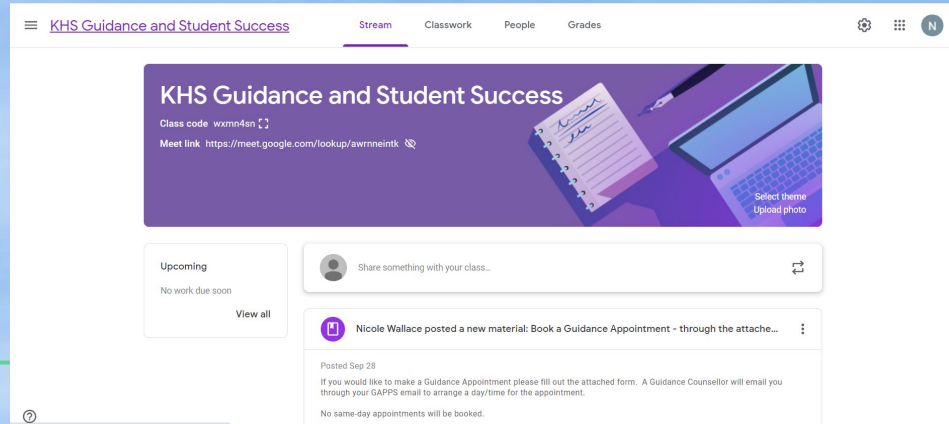 KHS Guidance and Student Success
Stream
Classwork
People
Grades
N
KHS Guidance and Student Success
Class code wxmn4sn
Meet link https://meet.google.com/lookup/awrnneintk
Select theme
Upload photo
Upcoming
No work due soon
View all
Share something with your class...
Nicole Wallace posted a new material: Book a Guidance Appointment - through the attache...
Posted Sep 28
If you would like to make a Guidance Appointment please fill out the attached form. A Guidance Counsellor will email you
through your GAPPS email to arrange a day/time for the appointment.
No same-day appointments will be booked.